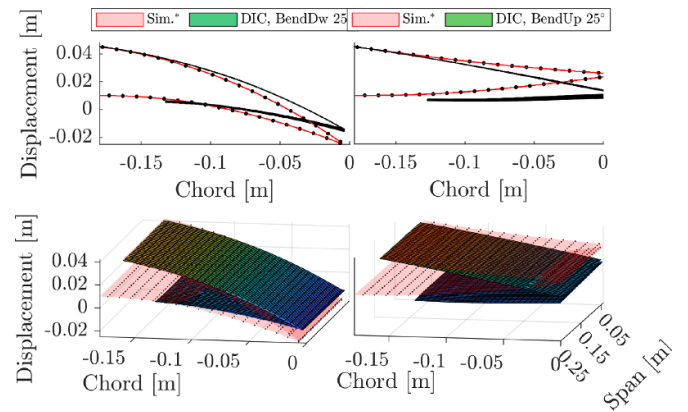 Sim.* DIC, BendDw 25 Sim.* DIC, BendUp 25°
Displacement [m]
0.04
0.02
0
-0.02
-0.15 -0.1 -0.05 0 -0.15 -0.1 -0.05 0
Chord [m] Chord [m]
Displacement [m]
0.04
0.02
0
-0.02
-0.15 -0.1 -0.05 0 -0.15 -0.1 -0.05 0
0.05
0.15
0.25
Chord [m] Chord [m] Span [m]